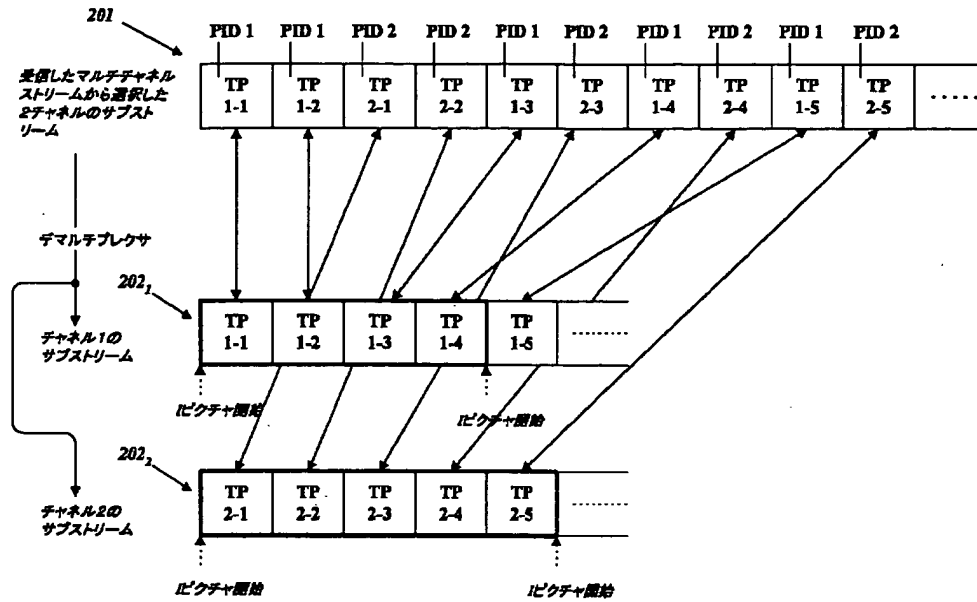 201
PID 1 PID 1 PID 2 PID 2 PID 1 PID 2 PID 1 PID 2 PID 1 PID 2
受信したマルチチャネル
ストリームから選択した
2チャネルのサブスト
リーム
TP TP TP TP TP TP TP TP TP TP
1-1 1-2 2-1 2-2 1-3 2-3 1-4 2-4 1-5 2-5 ・・・・・
デマルチプレクサ
202₁
チャネル1の
サブストリーム
TP TP TP TP TP
1-1 1-2 1-3 1-4 1-5 ............
Iピクチャ開始 Iピクチャ開始
202₂
チャネル2の
サブストリーム
TP TP TP TP TP
2-1 2-2 2-3 2-4 2-5 ............
Iピクチャ開始 Iピクチャ開始